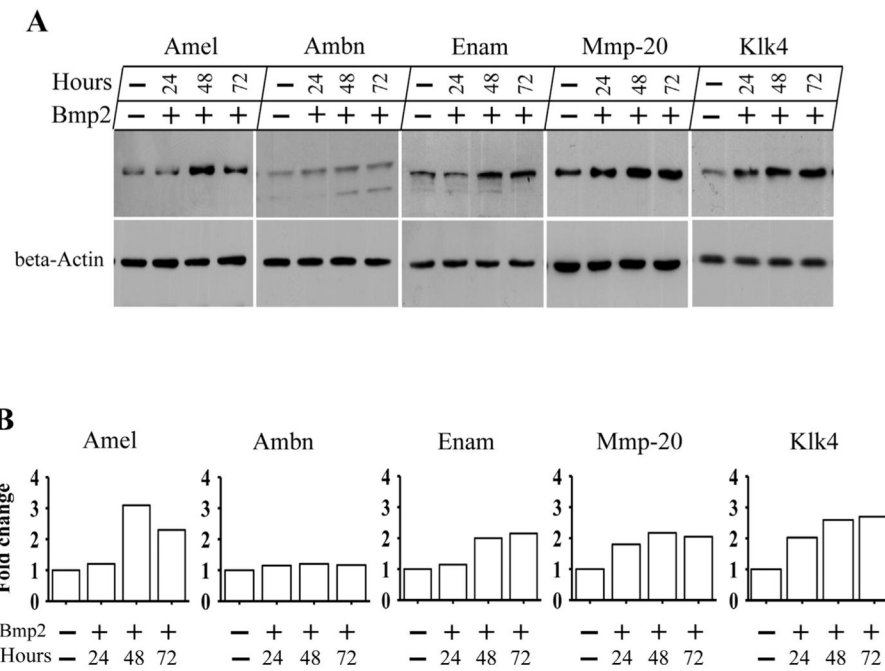 A
Amel Ambn Enam Mmp-20 Klk4
Hours − 24 48 72 − 24 48 72 − 24 48 72 − 24 48 72 − 24 48 72
Bmp2 − + + + − + + + − + + + − + + + − + + +
beta-Actin
B
Amel Ambn Enam Mmp-20 Klk4
Fold change
4 4 4 4 4
3 3 3 3 3
2 2 2 2 2
1 1 1 1 1
0 0 0 0 0
Bmp2 − + + + − + + + − + + + − + + + − + + +
Hours − 24 48 72 − 24 48 72 − 24 48 72 − 24 48 72 − 24 48 72